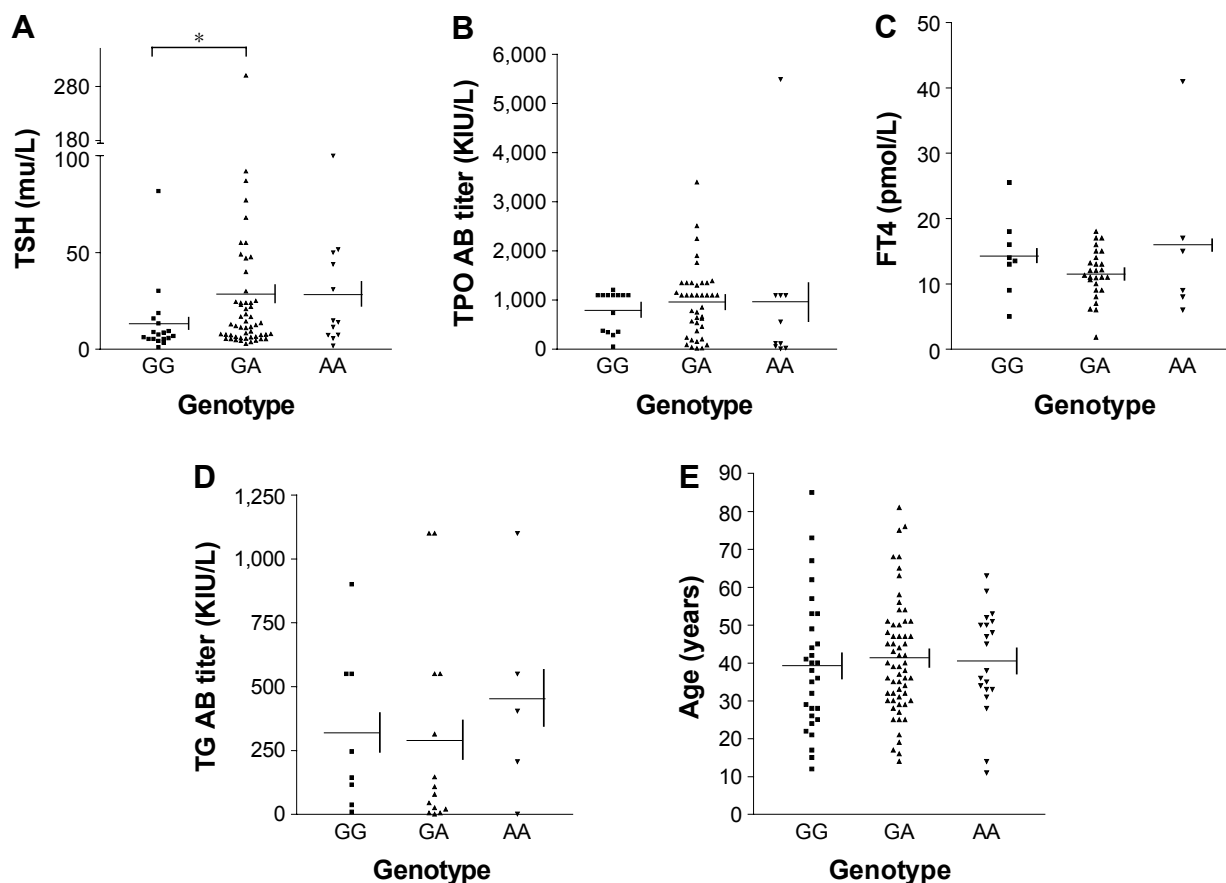 A
*
TSH (mu/L)
280
180
100
50
0
GG GA AA
Genotype
B
TPO AB titer (KIU/L)
6,000
5,000
4,000
3,000
2,000
1,000
0
GG GA AA
Genotype
C
FT4 (pmol/L)
50
40
30
20
10
0
GG GA AA
Genotype
D
TG AB titer (KIU/L)
1,250
1,000
750
500
250
0
GG GA AA
Genotype
E
Age (years)
90
80
70
60
50
40
30
20
10
0
GG GA AA
Genotype